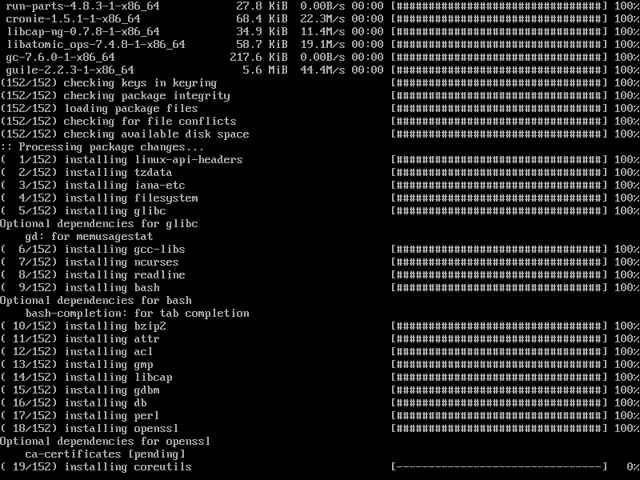 run-parts-4.8.3-1-x86_64 27.8 KiB 0.00B/s 00:00 [################################] 100%
cronie-1.5.1-1-x86_64 68.4 KiB 22.3M/s 00:00 [################################] 100%
libcap-ng-0.7.8-1-x86_64 34.9 KiB 11.4M/s 00:00 [################################] 100%
libatomic_ops-7.4.8-1-x86_64 58.7 KiB 19.1M/s 00:00 [################################] 100%
gc-7.6.0-1-x86_64 217.6 KiB 0.00B/s 00:00 [################################] 100%
guile-2.2.3-1-x86_64 5.6 MiB 44.4M/s 00:00 [################################] 100%
(152/152) checking keys in keyring [################################] 100%
(152/152) checking package integrity [################################] 100%
(152/152) loading package files [################################] 100%
(152/152) checking for file conflicts [################################] 100%
(152/152) checking available disk space [################################] 100%
:: Processing package changes...
( 1/152) installing linux-api-headers [################################] 100%
( 2/152) installing tzdata [################################] 100%
( 3/152) installing iana-etc [################################] 100%
( 4/152) installing filesystem [################################] 100%
( 5/152) installing glibc [################################] 100%
Optional dependencies for glibc
gd: for memusagestat
( 6/152) installing gcc-libs [################################] 100%
( 7/152) installing ncurses [################################] 100%
( 8/152) installing readline [################################] 100%
( 9/152) installing bash [################################] 100%
Optional dependencies for bash
bash-completion: for tab completion
( 10/152) installing bzip2 [################################] 100%
( 11/152) installing attr [################################] 100%
( 12/152) installing acl [################################] 100%
( 13/152) installing gmp [################################] 100%
( 14/152) installing libcap [################################] 100%
( 15/152) installing gdbm [################################] 100%
( 16/152) installing db [################################] 100%
( 17/152) installing perl [################################] 100%
( 18/152) installing openssl [################################] 100%
Optional dependencies for openssl
ca-certificates [pending]
( 19/152) installing coreutils [--------------------------------] 0%